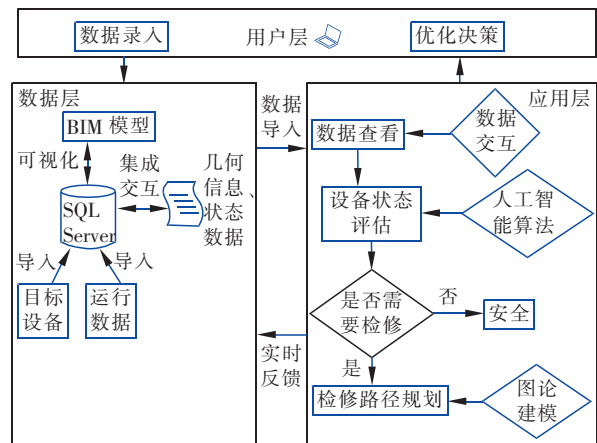 数据录入
用户层
优化决策
数据层
BIM 模型
可视化
集成
交互
几何
信息、
状态
数据
SQL
Server
导入
导入
目标
设备
运行
数据
数据
导入
实时
反馈
应用层
数据查看
数据
交互
设备状态
评估
人工智
能算法
是否需
要检修
否
安全
是
检修路径规划
图论
建模